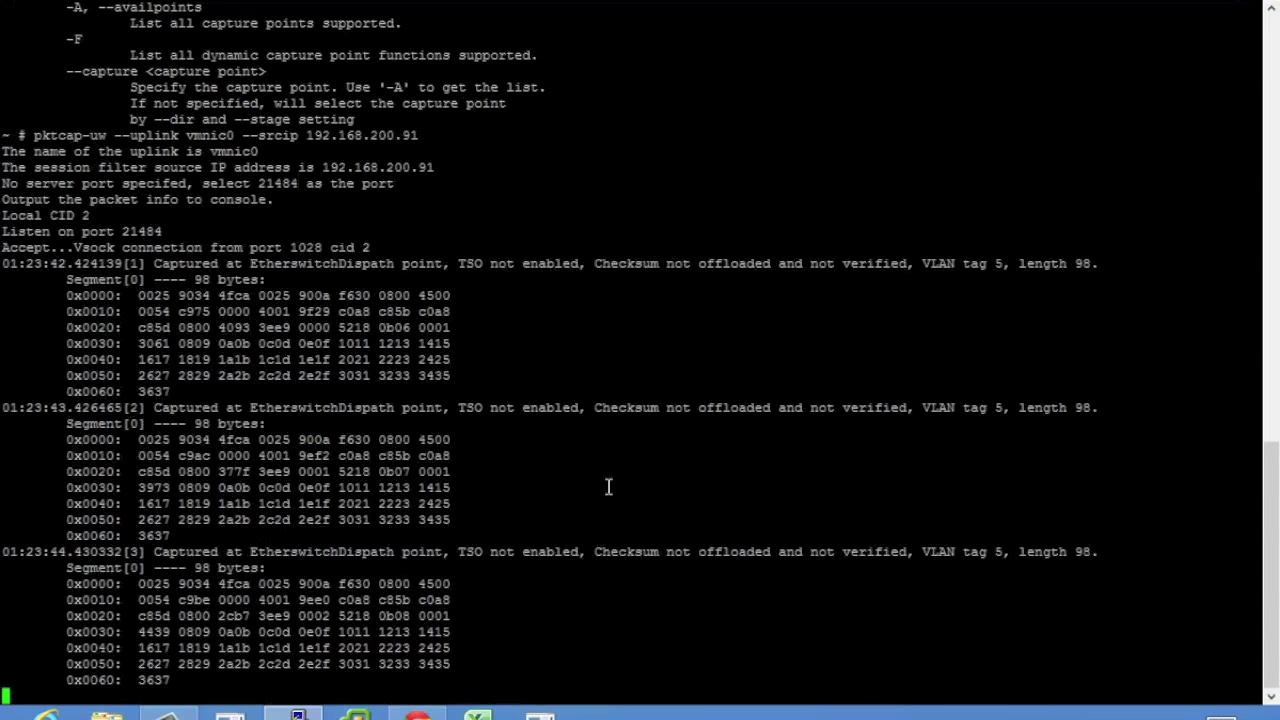 -A, --availpoints
List all capture points supported.
-F
List all dynamic capture point functions supported.
--capture <capture point>
Specify the capture point. Use '-A' to get the list.
If not specified, will select the capture point
by --dir and --stage setting
~ # pktcap-uw --uplink vmnic0 --srcip 192.168.200.91
The name of the uplink is vmnic0
The session filter source IP address is 192.168.200.91
No server port specifed, select 21484 as the port
Output the packet info to console.
Local CID 2
Listen on port 21484
Accept...Vsock connection from port 1028 cid 2
01:23:42.424139[1] Captured at EtherswitchDispath point, TSO not enabled, Checksum not offloaded and not verified, VLAN tag 5, length 98.
Segment[0] ---- 98 bytes:
0x0000: 0025 9034 4fca 0025 900a f630 0800 4500
0x0010: 0054 c975 0000 4001 9f29 c0a8 c85b c0a8
0x0020: c85d 0800 4093 3ee9 0000 5218 0b06 0001
0x0030: 3061 0809 0a0b 0c0d 0e0f 1011 1213 1415
0x0040: 1617 1819 1a1b 1c1d 1e1f 2021 2223 2425
0x0050: 2627 2829 2a2b 2c2d 2e2f 3031 3233 3435
0x0060: 3637
01:23:43.426465[2] Captured at EtherswitchDispath point, TSO not enabled, Checksum not offloaded and not verified, VLAN tag 5, length 98.
Segment[0] ---- 98 bytes:
0x0000: 0025 9034 4fca 0025 900a f630 0800 4500
0x0010: 0054 c9ac 0000 4001 9ef2 c0a8 c85b c0a8
0x0020: c85d 0800 377f 3ee9 0001 5218 0b07 0001
0x0030: 3973 0809 0a0b 0c0d 0e0f 1011 1213 1415
0x0040: 1617 1819 1a1b 1c1d 1e1f 2021 2223 2425
0x0050: 2627 2829 2a2b 2c2d 2e2f 3031 3233 3435
0x0060: 3637
01:23:44.430332[3] Captured at EtherswitchDispath point, TSO not enabled, Checksum not offloaded and not verified, VLAN tag 5, length 98.
Segment[0] ---- 98 bytes:
0x0000: 0025 9034 4fca 0025 900a f630 0800 4500
0x0010: 0054 c9be 0000 4001 9ee0 c0a8 c85b c0a8
0x0020: c85d 0800 2cb7 3ee9 0002 5218 0b08 0001
0x0030: 4439 0809 0a0b 0c0d 0e0f 1011 1213 1415
0x0040: 1617 1819 1a1b 1c1d 1e1f 2021 2223 2425
0x0050: 2627 2829 2a2b 2c2d 2e2f 3031 3233 3435
0x0060: 3637